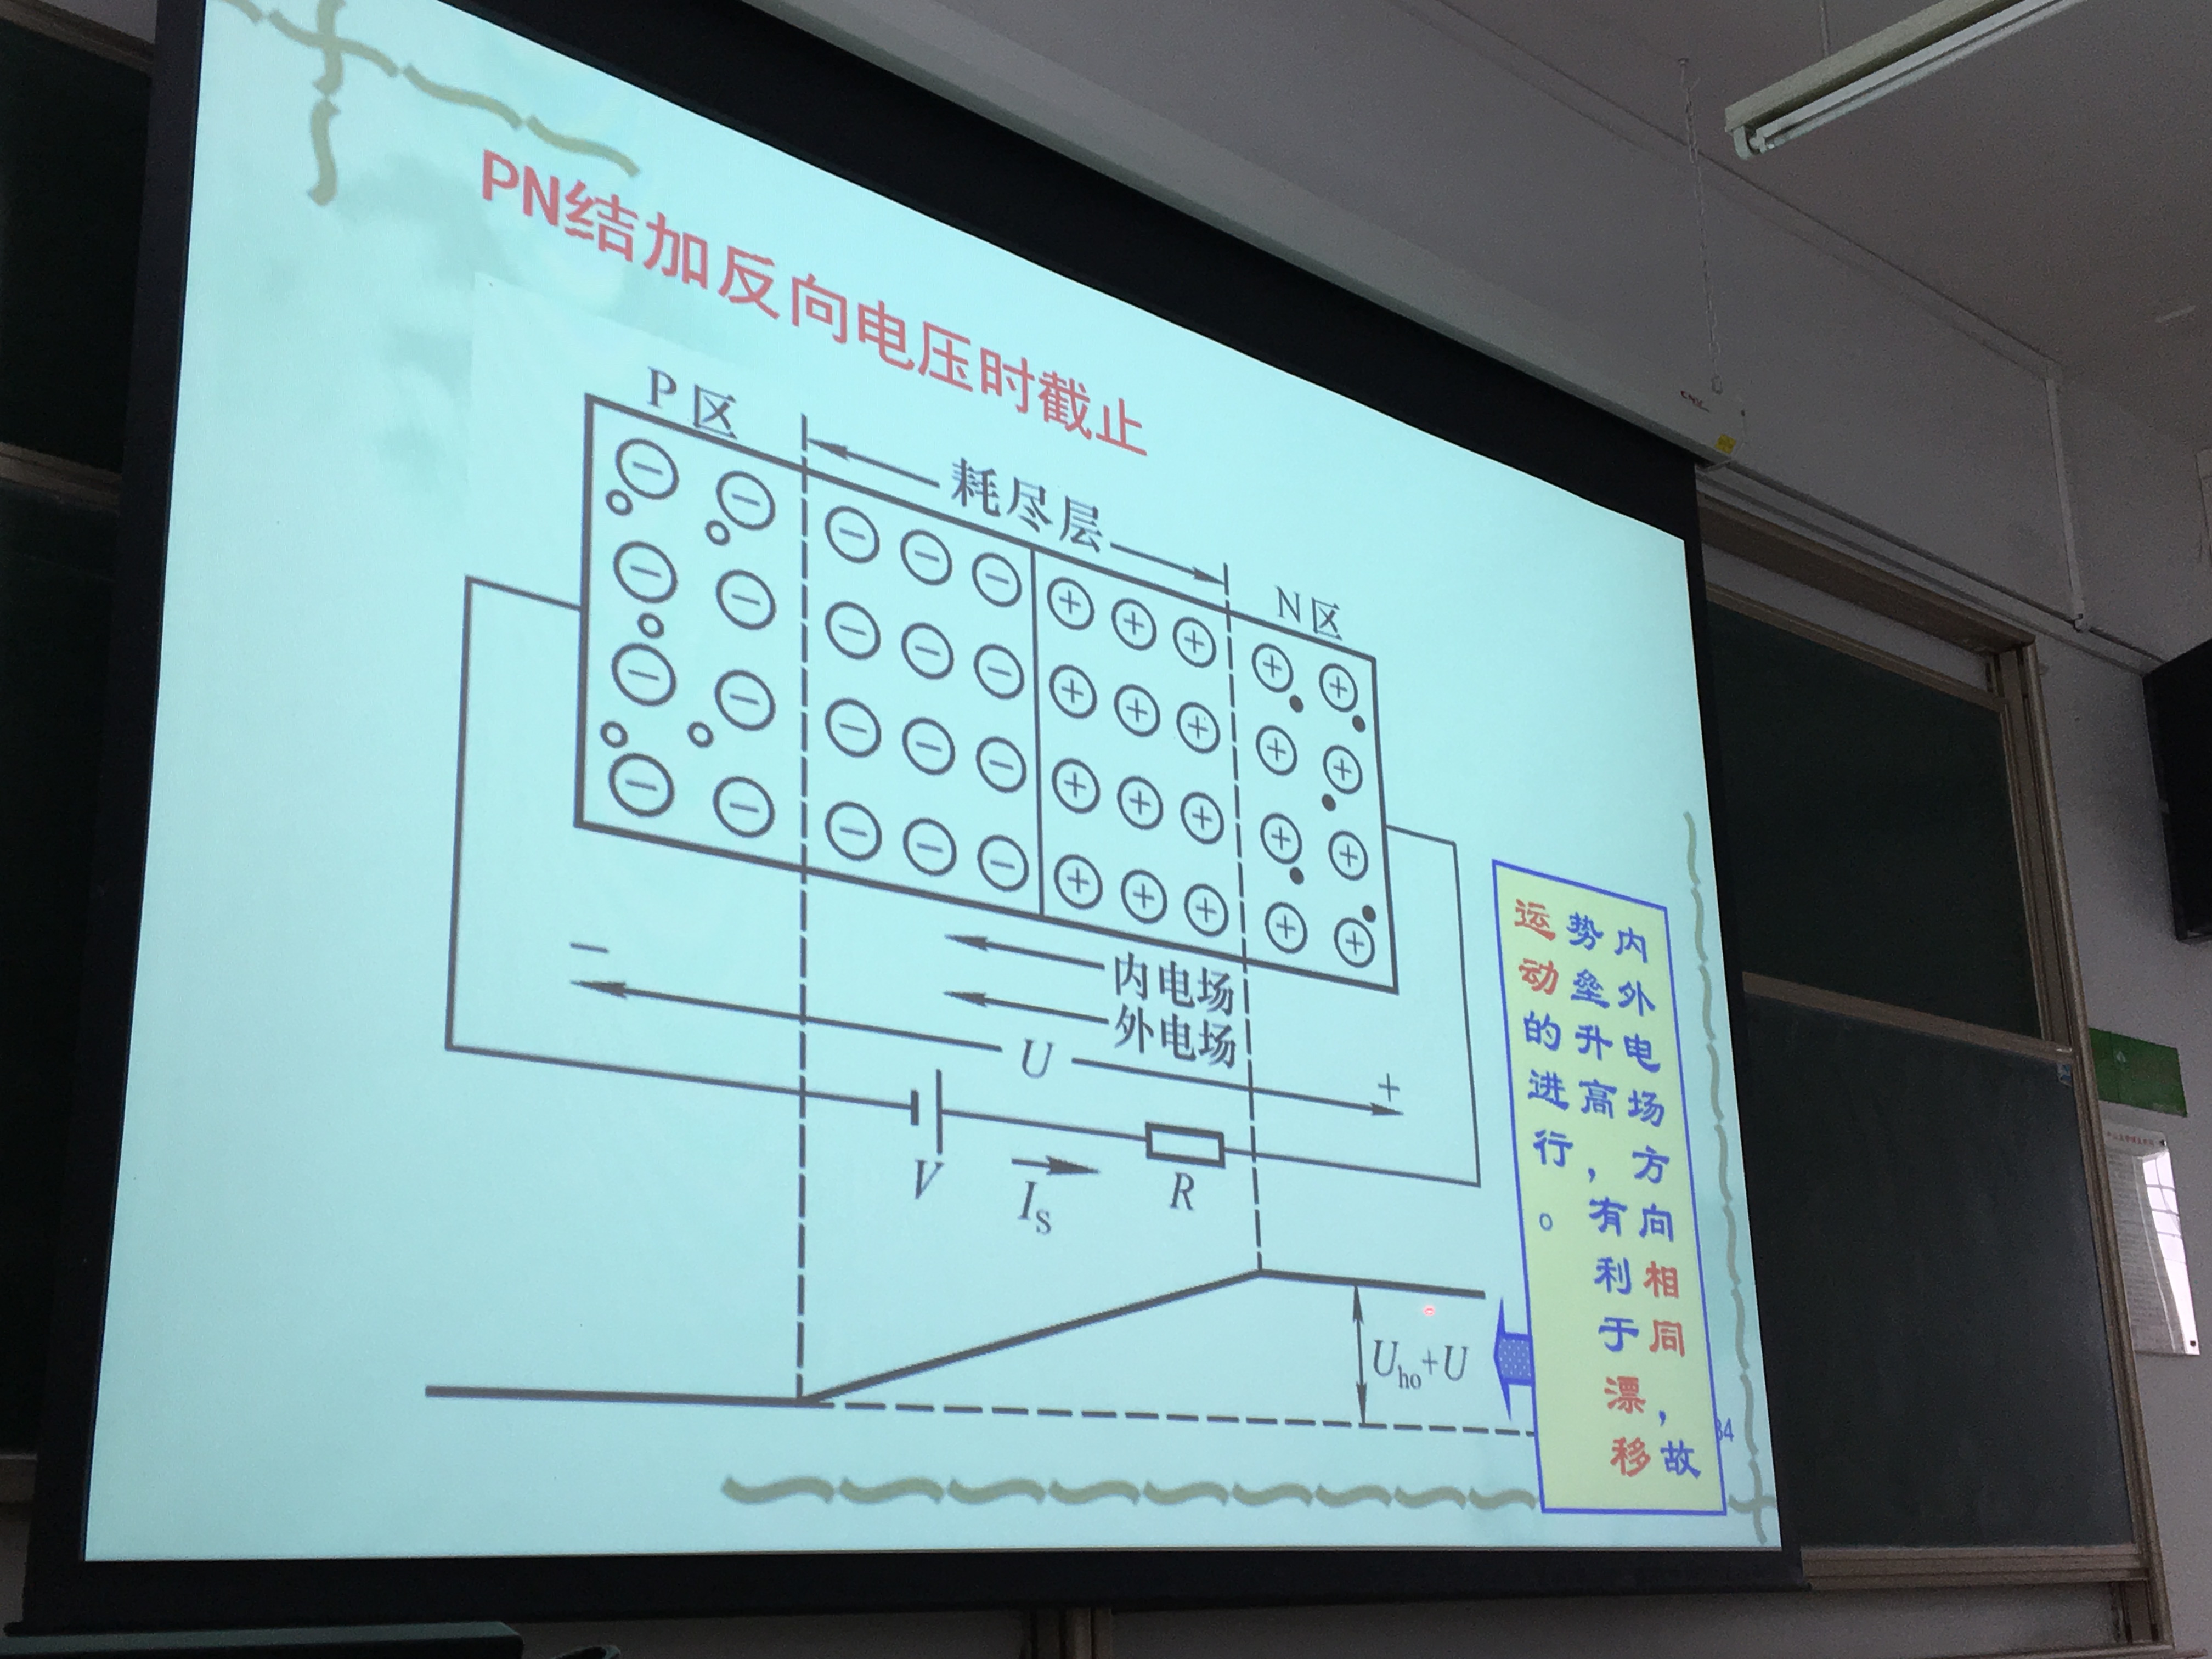 PN结加反向电压时截止
P区
耗尽层
N区
内电场
外电场
−
U
+
V
I_S
R
U_ho+U
内外电场方向相同，故
势垒升高，有利于漂移
运动的进行。
34